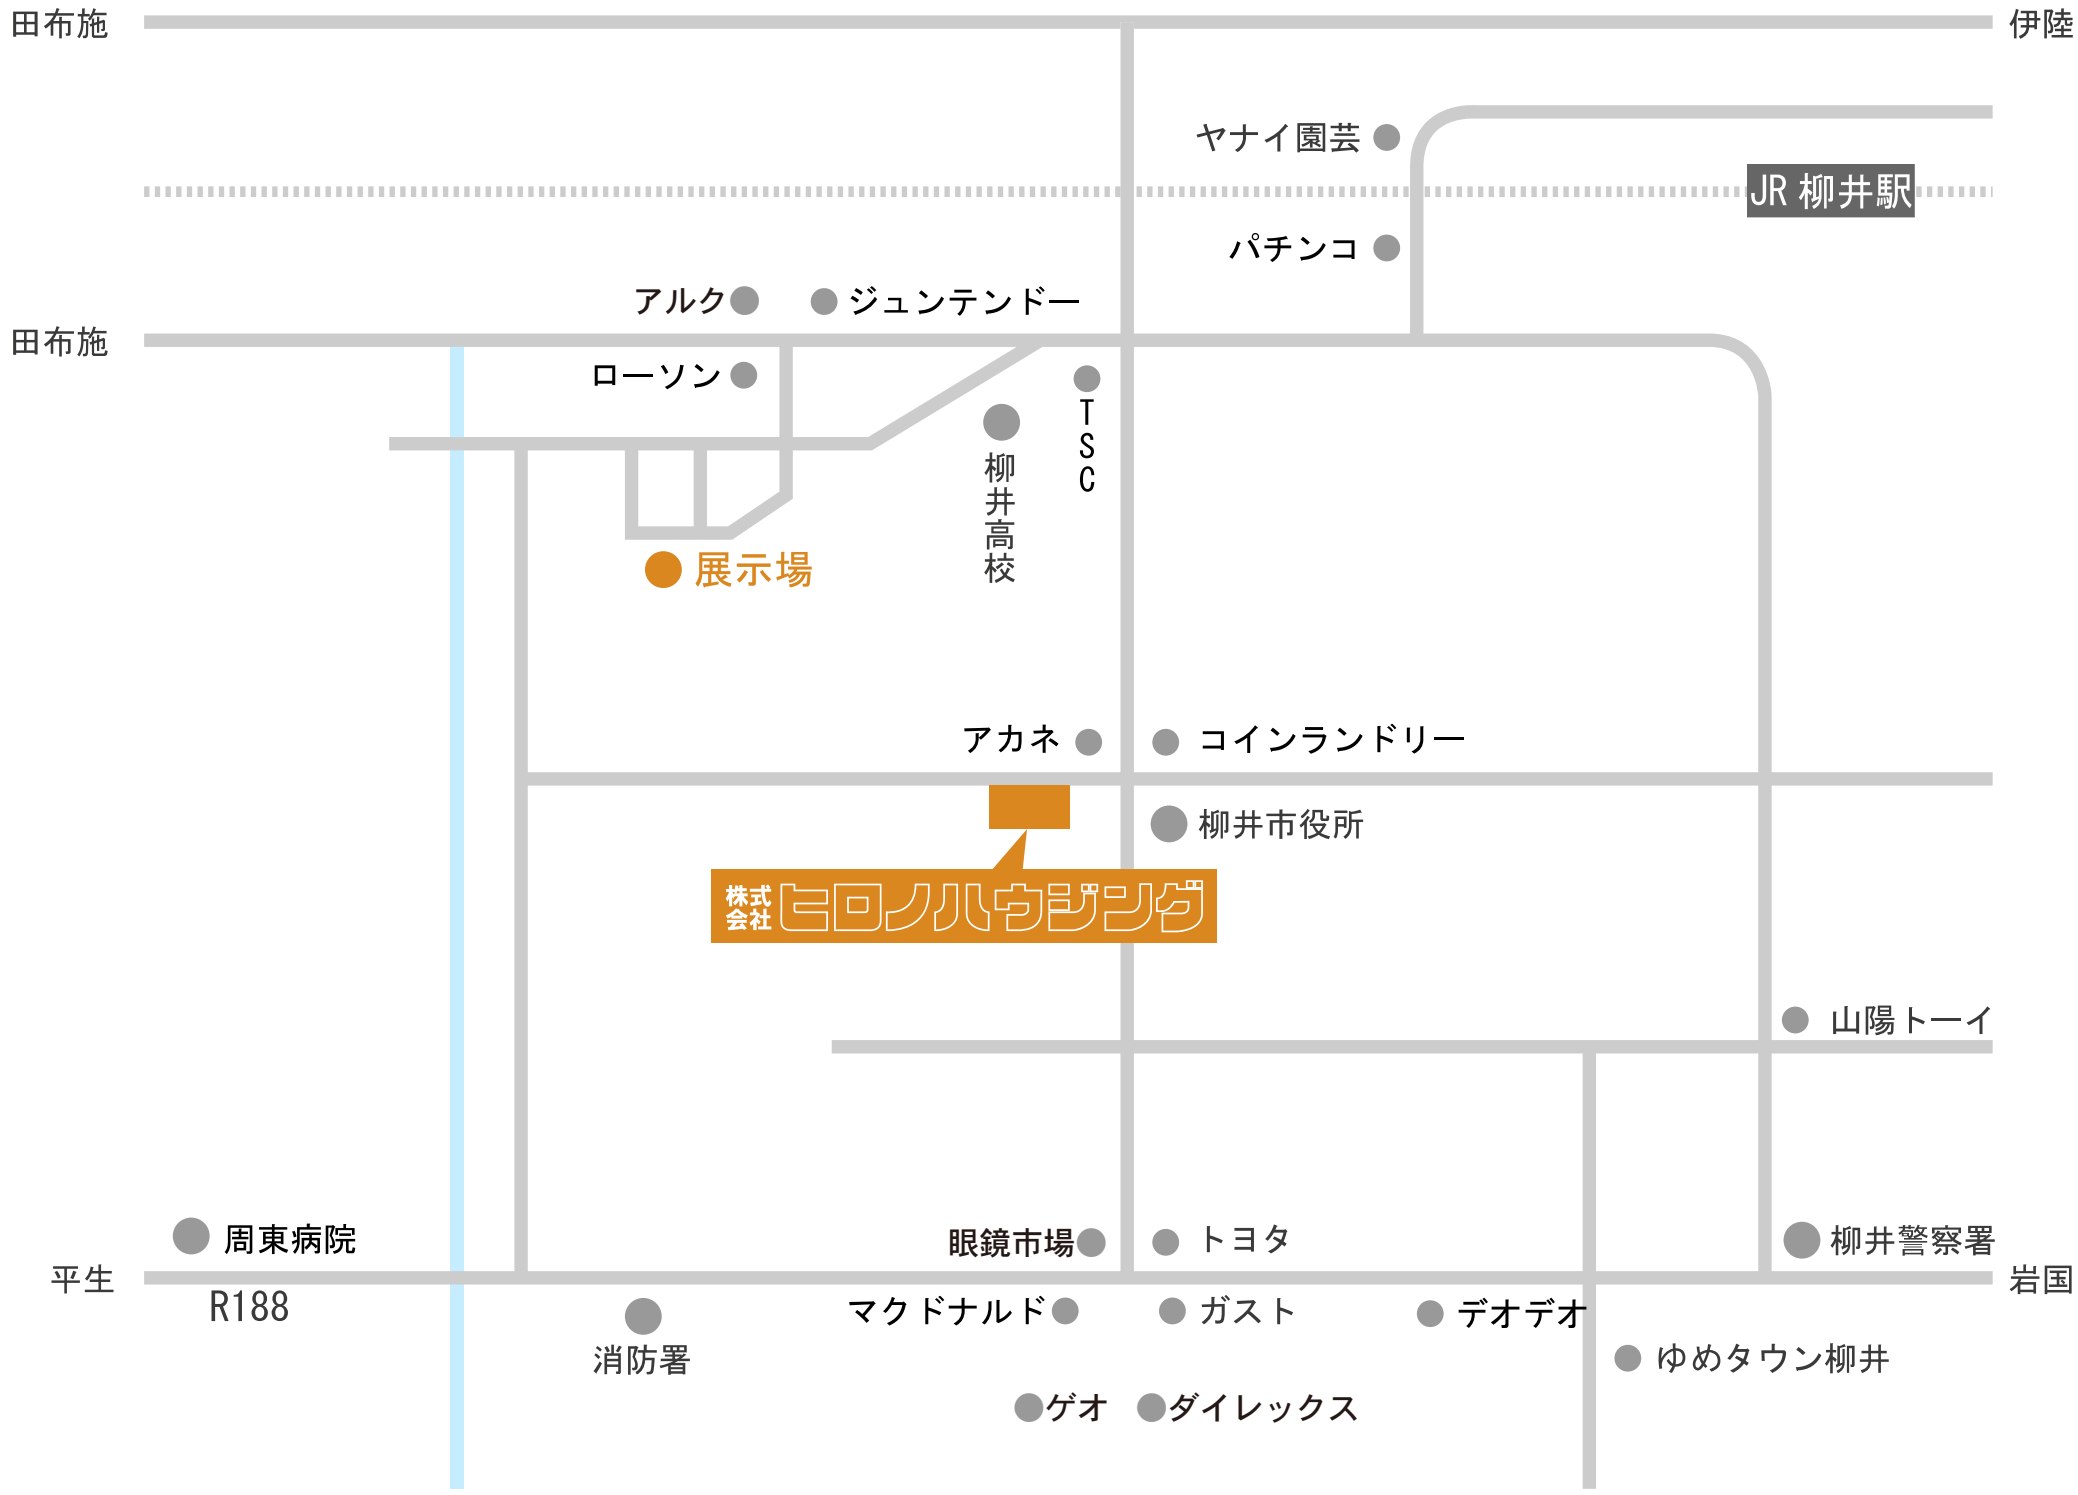 田布施
伊陸
ヤナイ園芸
JR 柳井駅
パチンコ
アルク
ジュンテンドー
田布施
ローソン
TSC
柳井高校
展示場
アカネ
コインランドリー
柳井市役所
株式会社 ヒロノハウジング
山陽トーイ
周東病院
眼鏡市場
トヨタ
柳井警察署
平生
岩国
R188
消防署
マクドナルド
ガスト
デオデオ
ゆめタウン柳井
ゲオ
ダイレックス